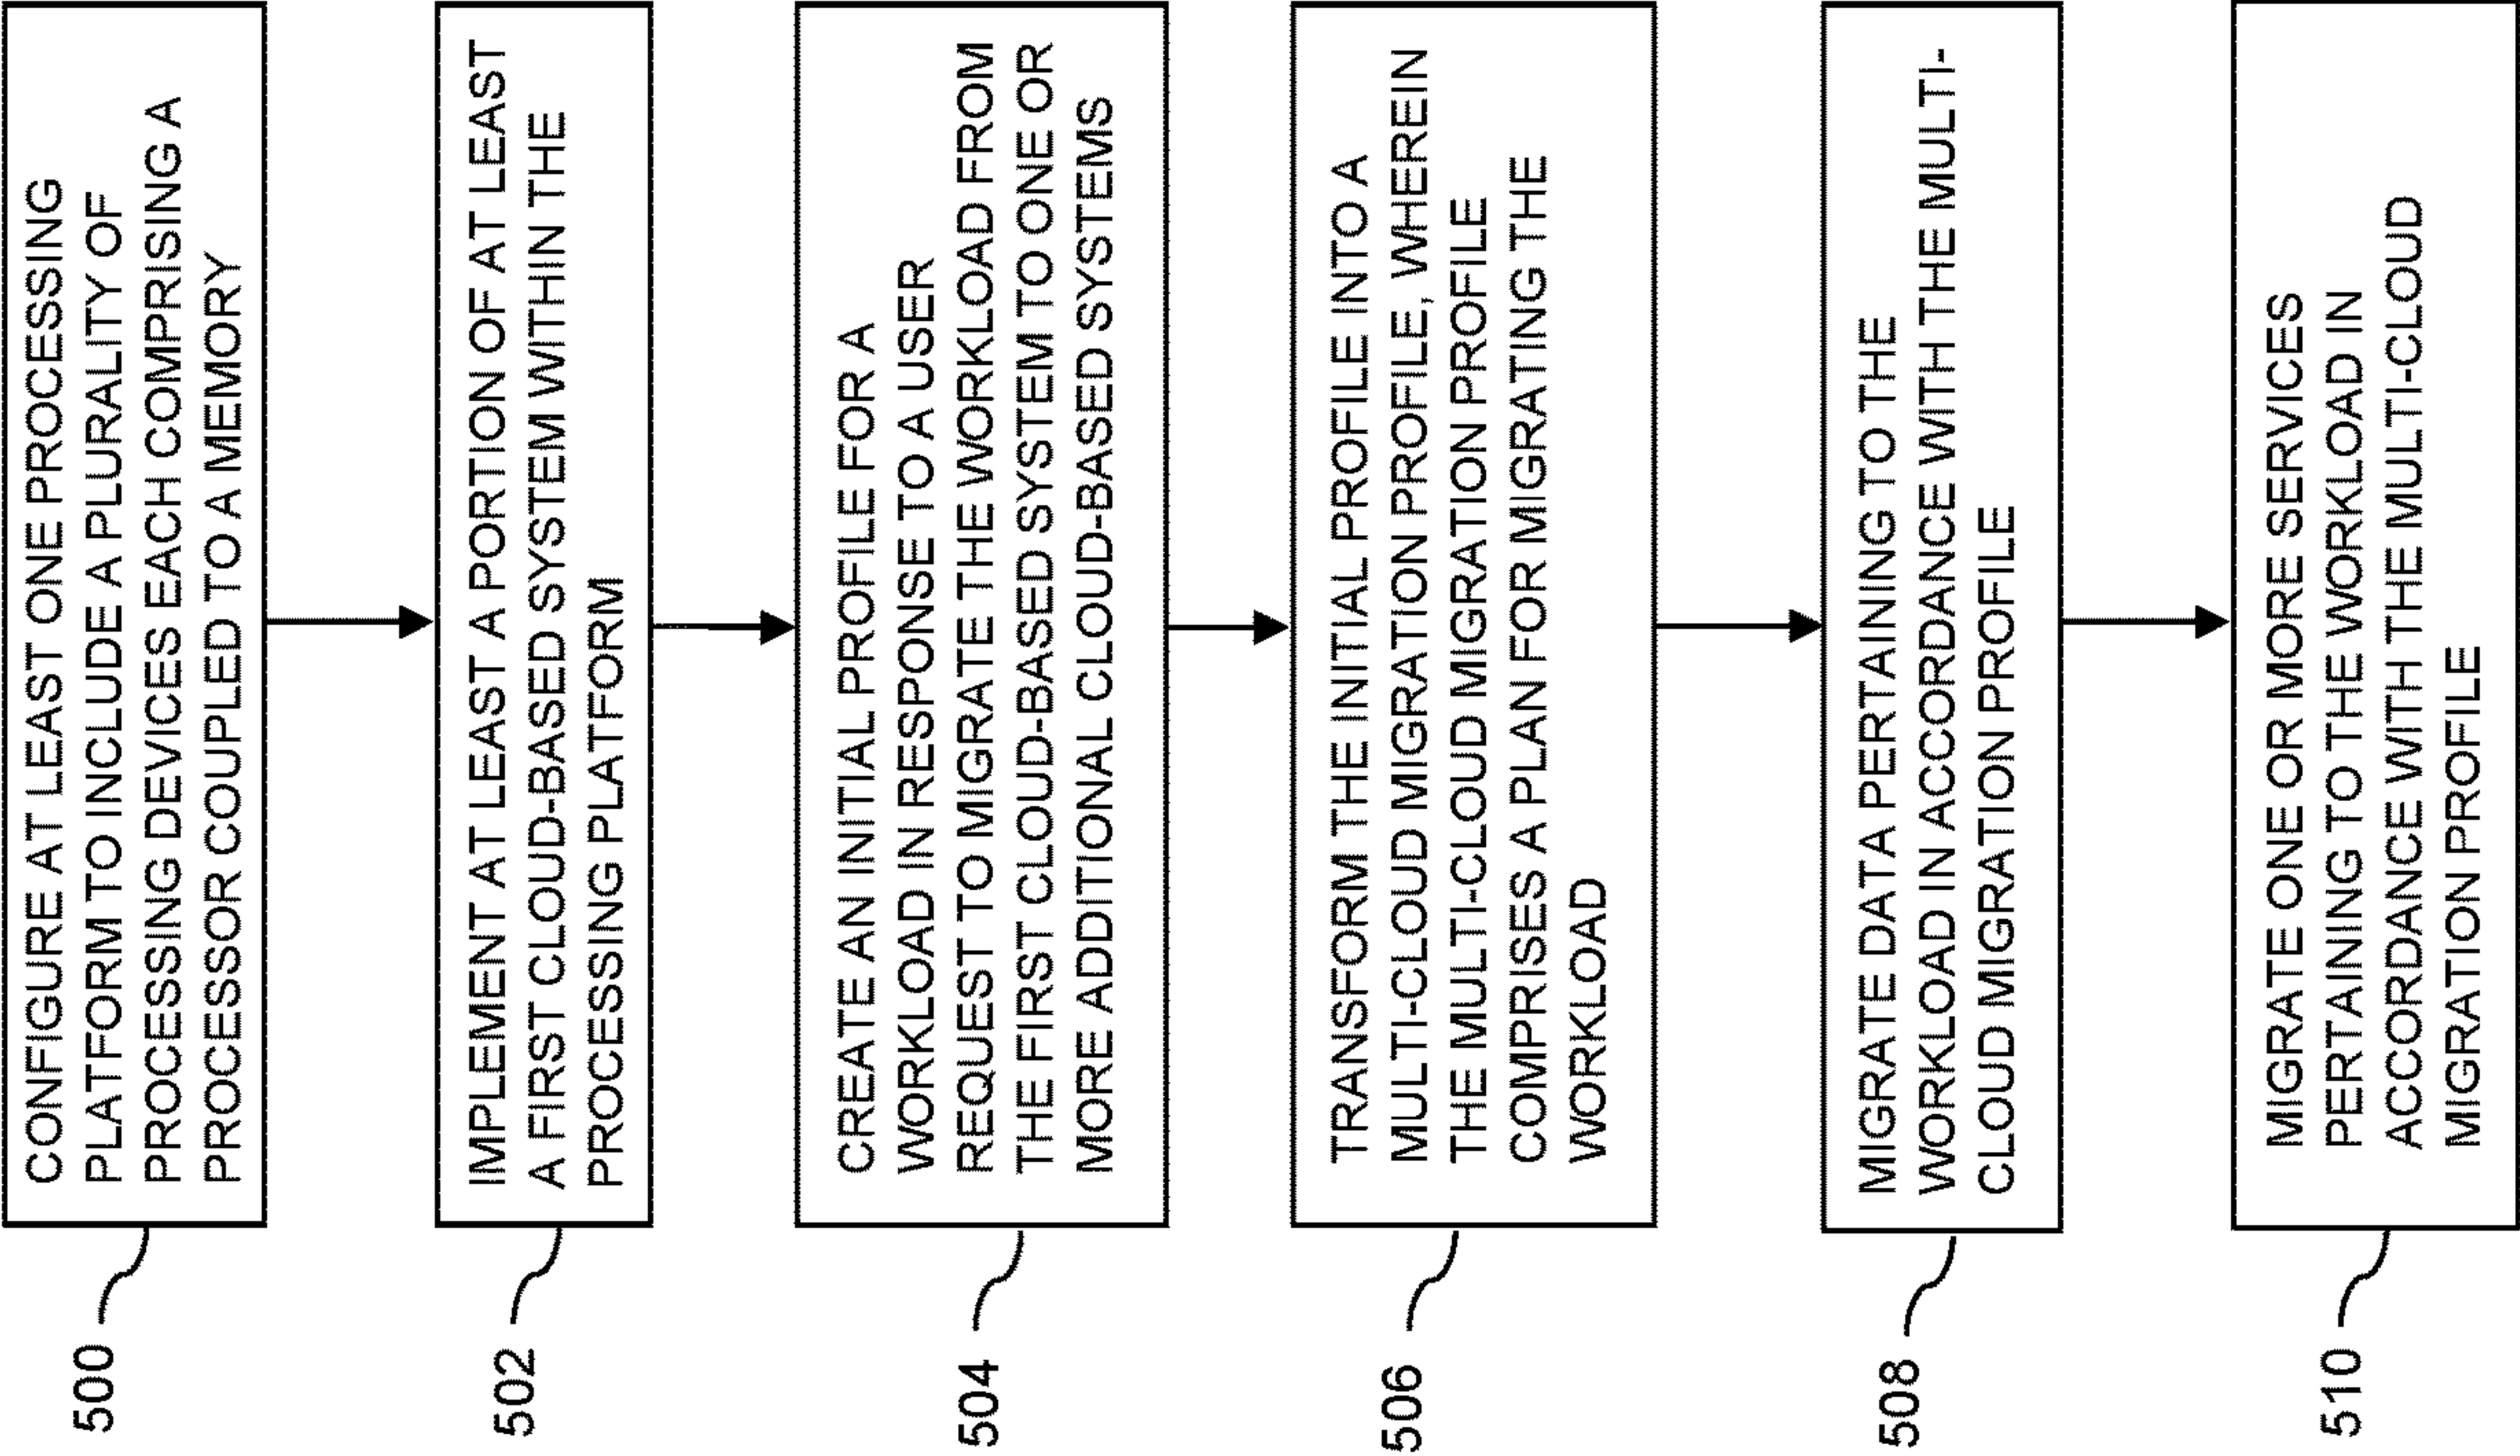 500
CONFIGURE AT LEAST ONE PROCESSING
PLATFORM TO INCLUDE A PLURALITY OF
PROCESSING DEVICES EACH COMPRISING A
PROCESSOR COUPLED TO A MEMORY
502
IMPLEMENT AT LEAST A PORTION OF AT LEAST
A FIRST CLOUD-BASED SYSTEM WITHIN THE
PROCESSING PLATFORM
504
CREATE AN INITIAL PROFILE FOR A
WORKLOAD IN RESPONSE TO A USER
REQUEST TO MIGRATE THE WORKLOAD FROM
THE FIRST CLOUD-BASED SYSTEM TO ONE OR
MORE ADDITIONAL CLOUD-BASED SYSTEMS
506
TRANSFORM THE INITIAL PROFILE INTO A
MULTI-CLOUD MIGRATION PROFILE, WHEREIN
THE MULTI-CLOUD MIGRATION PROFILE
COMPRISES A PLAN FOR MIGRATING THE
WORKLOAD
508
MIGRATE DATA PERTAINING TO THE
WORKLOAD IN ACCORDANCE WITH THE MULTI-
CLOUD MIGRATION PROFILE
510
MIGRATE ONE OR MORE SERVICES
PERTAINING TO THE WORKLOAD IN
ACCORDANCE WITH THE MULTI-CLOUD
MIGRATION PROFILE